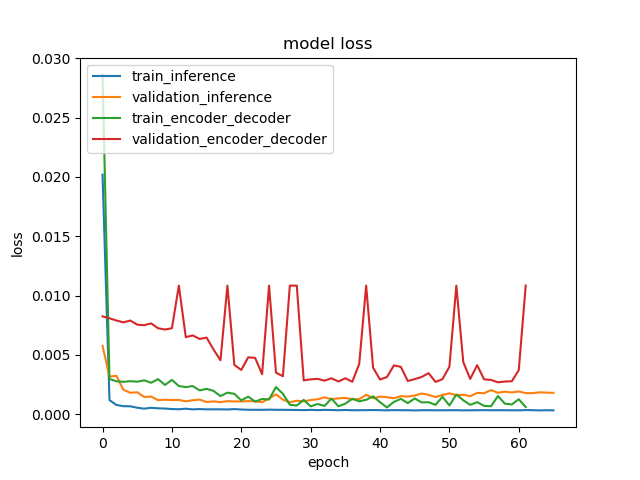 model loss
train_inference
validation_inference
train_encoder_decoder
validation_encoder_decoder
0.030
0.025
0.020
0.015
0.010
0.005
0.000
loss
0 10 20 30 40 50 60
epoch